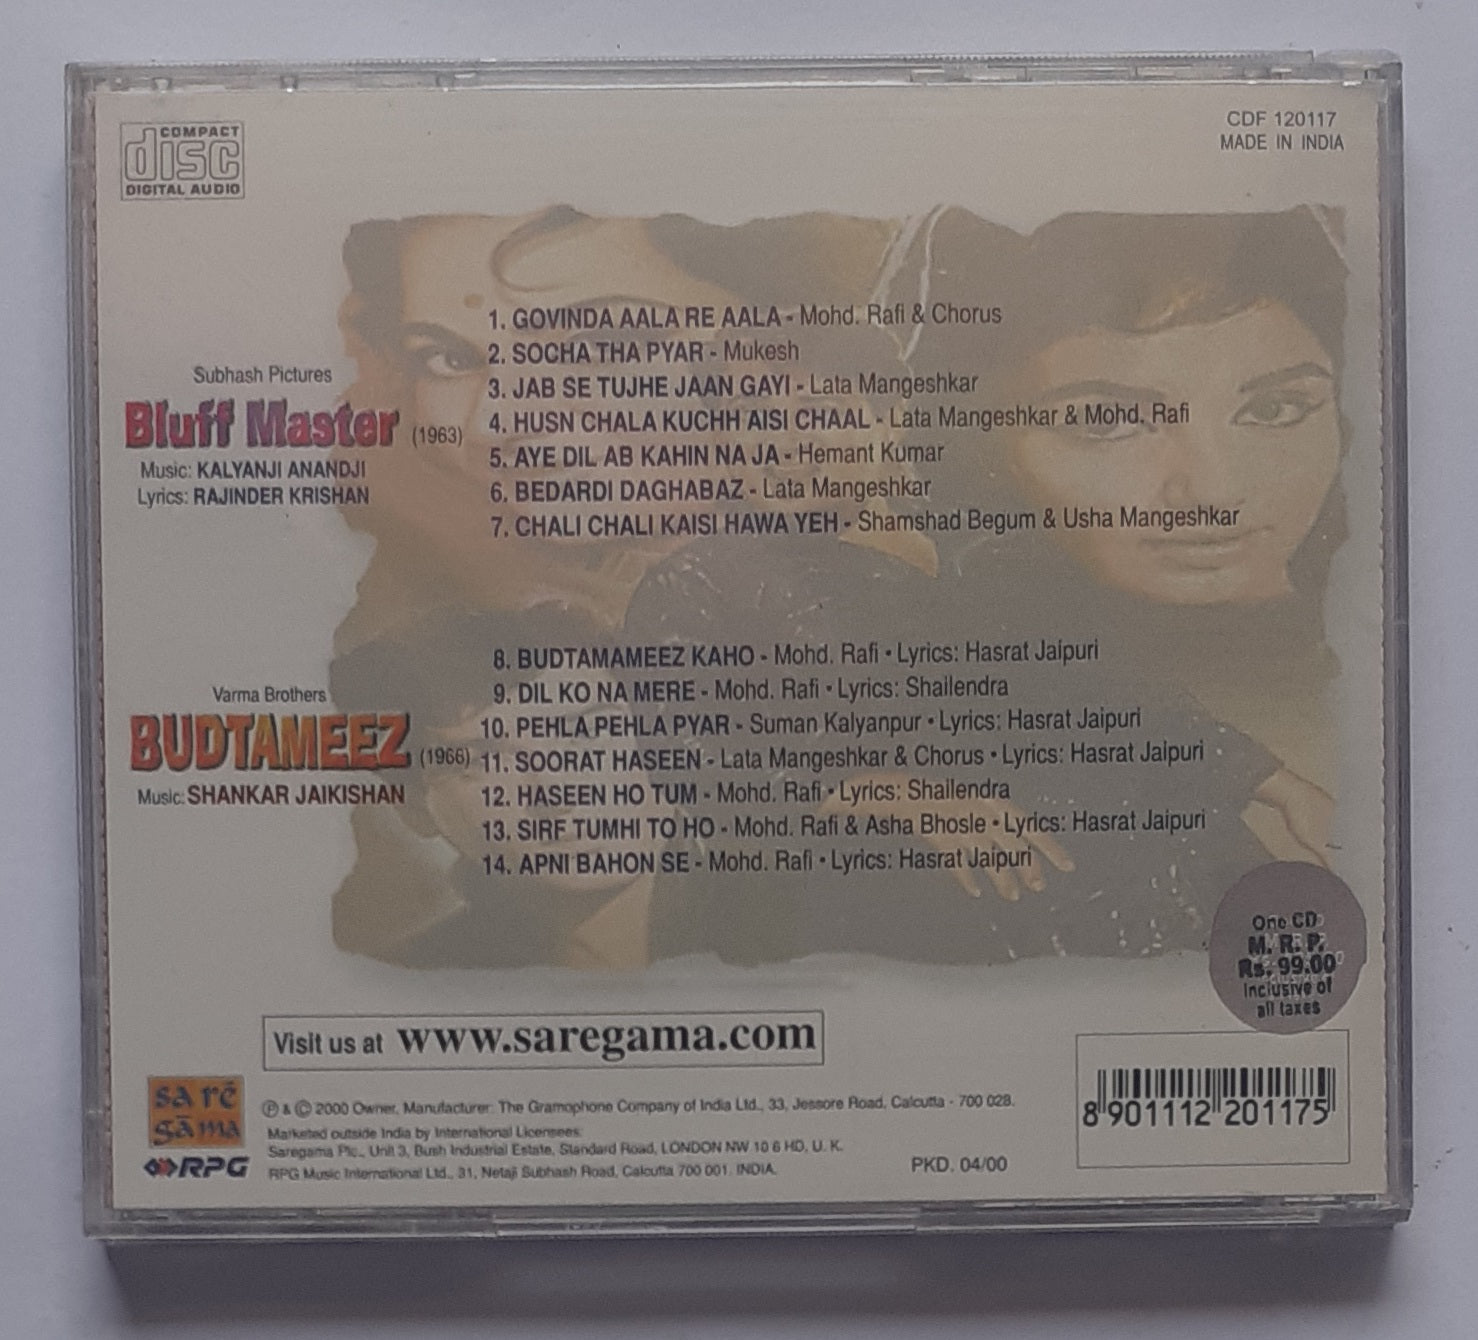 COMPACT
disc
DIGITAL AUDIO
CDF 120117
MADE IN INDIA
Subhash Pictures
Bluff Master (1963)
Music: KALYANJI ANANDJI
Lyrics: RAJINDER KRISHAN
1. GOVINDA AALA RE AALA - Mohd. Rafi & Chorus
2. SOCHA THA PYAR - Mukesh
3. JAB SE TUJHE JAAN GAYI - Lata Mangeshkar
4. HUSN CHALA KUCHH AISI CHAAL - Lata Mangeshkar & Mohd. Rafi
5. AYE DIL AB KAHIN NA JA - Hemant Kumar
6. BEDARDI DAGHABAZ - Lata Mangeshkar
7. CHALI CHALI KAISI HAWA YEH - Shamshad Begum & Usha Mangeshkar
Varma Brothers
BUDTAMEEZ (1966)
Music: SHANKAR JAIKISHAN
8. BUDTAMAMEEZ KAHO - Mohd. Rafi • Lyrics: Hasrat Jaipuri
9. DIL KO NA MERE - Mohd. Rafi • Lyrics: Shailendra
10. PEHLA PEHLA PYAR - Suman Kalyanpur • Lyrics: Hasrat Jaipuri
11. SOORAT HASEEN - Lata Mangeshkar & Chorus • Lyrics: Hasrat Jaipuri
12. HASEEN HO TUM - Mohd. Rafi • Lyrics: Shailendra
13. SIRF TUMHI TO HO - Mohd. Rafi & Asha Bhosle • Lyrics: Hasrat Jaipuri
14. APNI BAHON SE - Mohd. Rafi • Lyrics: Hasrat Jaipuri
One CD
M. R. P.
Rs. 99.00
Inclusive of
all taxes
Visit us at www.saregama.com
sa rē
gāma
RPG
℗ & © 2000 Owner, Manufacturer: The Gramophone Company of India Ltd., 33, Jessore Road, Calcutta - 700 028.
Marketed outside India by International Licensees:
Saregama Plc., Unit 3, Bush Industrial Estate, Standard Road, LONDON NW 10 6 HD, U. K.
RPG Music International Ltd., 31, Netaji Subhash Road, Calcutta 700 001. INDIA.
PKD. 04/00
8 901112 201175